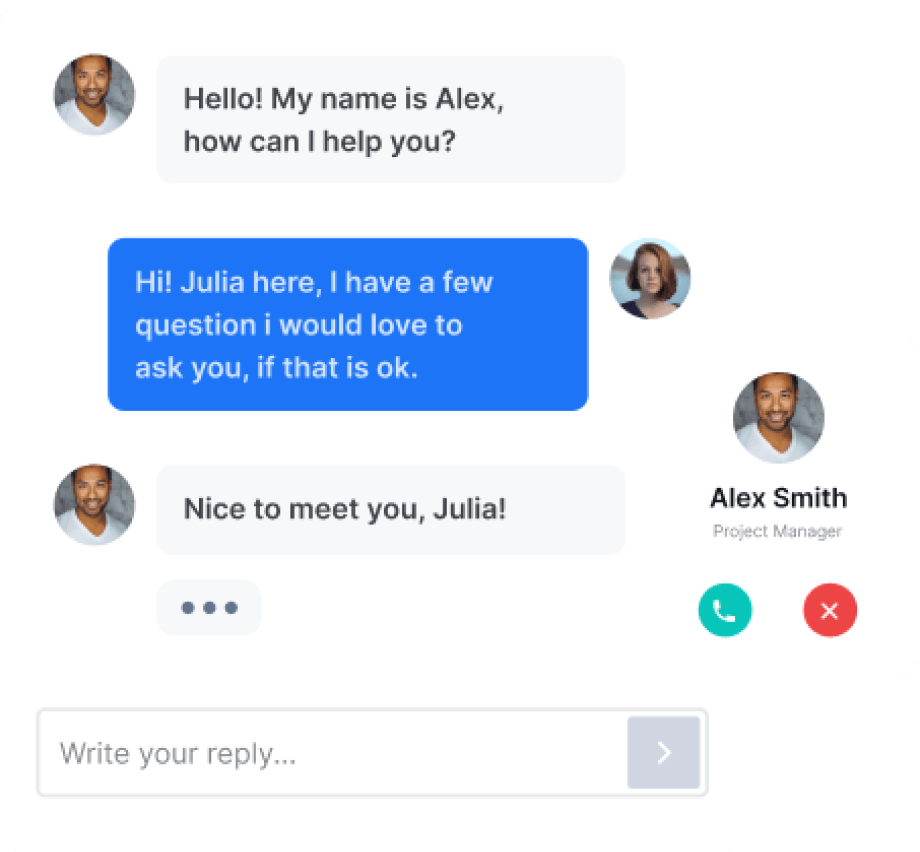 Hello! My name is Alex,
how can I help you?
Hi! Julia here, I have a few
question i would love to
ask you, if that is ok.
Nice to meet you, Julia!
Alex Smith
Project Manager
Write your reply...